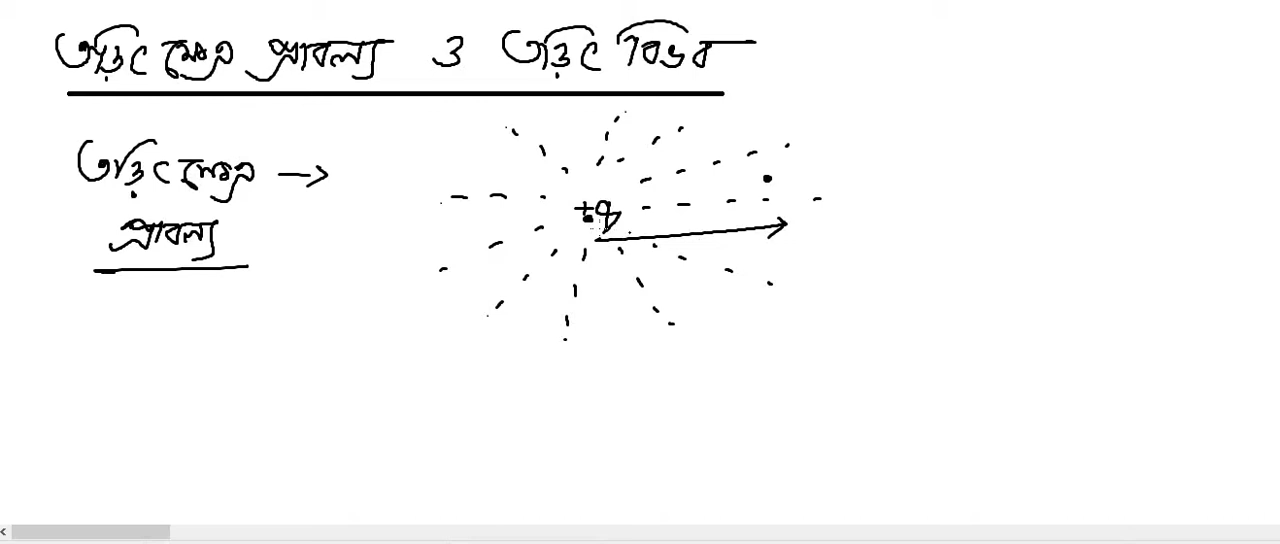 তড়িৎ ক্ষেত্র প্রাবল্য ও তড়িৎ বিভব
তড়িৎ ক্ষেত্র →
প্রাবল্য
+q